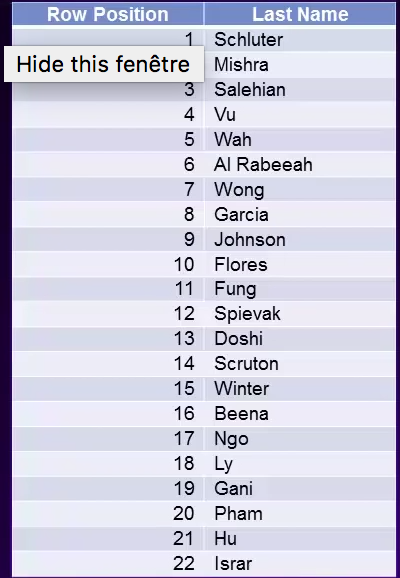 Row Position Last Name
1 Schluter
Hide this fenêtre Mishra
3 Salehian
4 Vu
5 Wah
6 Al Rabeeah
7 Wong
8 Garcia
9 Johnson
10 Flores
11 Fung
12 Spievak
13 Doshi
14 Scruton
15 Winter
16 Beena
17 Ngo
18 Ly
19 Gani
20 Pham
21 Hu
22 Israr